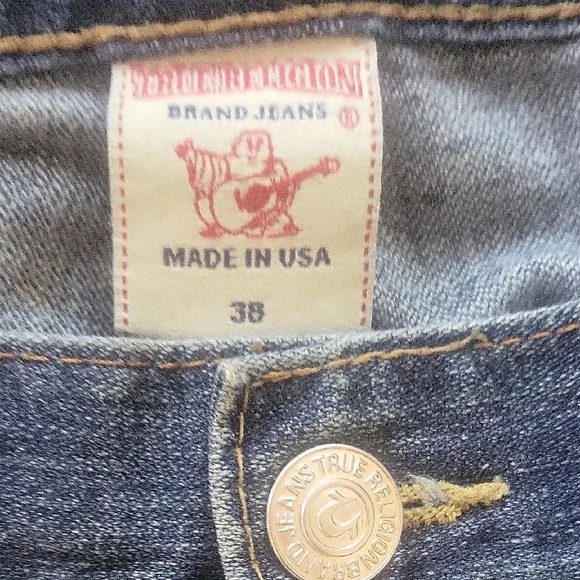 TRUE RELIGION
BRAND JEANS ®
MADE IN USA
38
TRUE RELIGION BRAND JEANS